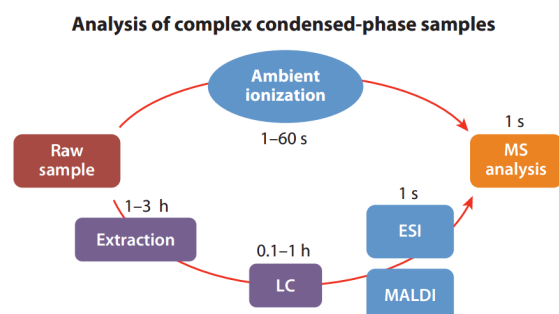 Analysis of complex condensed-phase samples
Ambient
ionization
1–60 s
1 s
Raw
sample
MS
analysis
1–3 h
Extraction
0.1–1 h
LC
1 s
ESI
MALDI